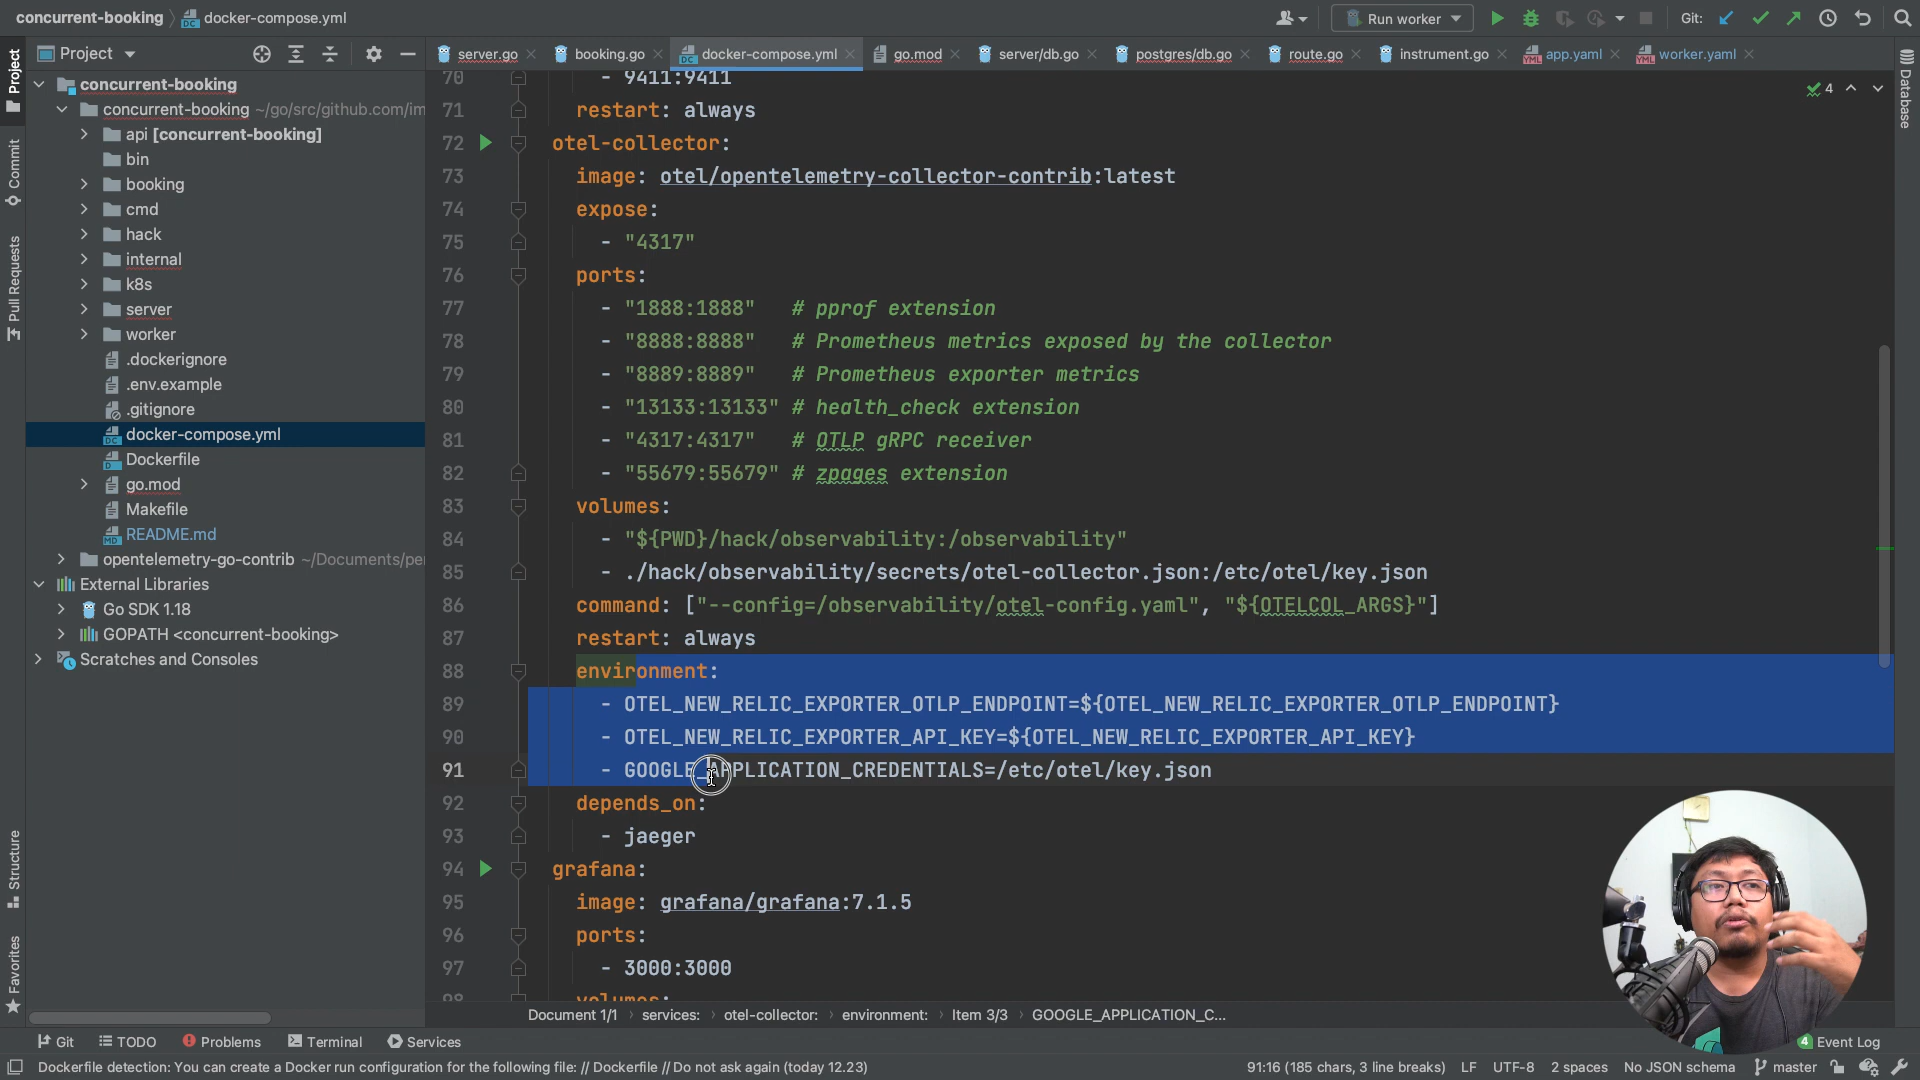 concurrent-booking
docker-compose.yml
Run worker
Git:
Project
server.go
booking.go
docker-compose.yml
go.mod
server/db.go
postgres/db.go
route.go
instrument.go
app.yaml
worker.yaml
Project
Commit
Pull Requests
Structure
Favorites
Database
concurrent-booking
concurrent-booking ~/go/src/github.com/im
api [concurrent-booking]
bin
booking
cmd
hack
internal
k8s
server
worker
.dockerignore
.env.example
.gitignore
docker-compose.yml
Dockerfile
go.mod
Makefile
README.md
opentelemetry-go-contrib ~/Documents/per
External Libraries
Go SDK 1.18
GOPATH <concurrent-booking>
Scratches and Consoles
4
70 - 9411:9411
71 restart: always
72 otel-collector:
73 image: otel/opentelemetry-collector-contrib:latest
74 expose:
75 - "4317"
76 ports:
77 - "1888:1888" # pprof extension
78 - "8888:8888" # Prometheus metrics exposed by the collector
79 - "8889:8889" # Prometheus exporter metrics
80 - "13133:13133" # health_check extension
81 - "4317:4317" # OTLP gRPC receiver
82 - "55679:55679" # zpages extension
83 volumes:
84 - "${PWD}/hack/observability:/observability"
85 - ./hack/observability/secrets/otel-collector.json:/etc/otel/key.json
86 command: ["--config=/observability/otel-config.yaml", "${OTELCOL_ARGS}"]
87 restart: always
88 environment:
89 - OTEL_NEW_RELIC_EXPORTER_OTLP_ENDPOINT=${OTEL_NEW_RELIC_EXPORTER_OTLP_ENDPOINT}
90 - OTEL_NEW_RELIC_EXPORTER_API_KEY=${OTEL_NEW_RELIC_EXPORTER_API_KEY}
91 - GOOGLE_APPLICATION_CREDENTIALS=/etc/otel/key.json
92 depends_on:
93 - jaeger
94 grafana:
95 image: grafana/grafana:7.1.5
96 ports:
97 - 3000:3000
98 volumes:
Document 1/1 › services: › otel-collector: › environment: › Item 3/3 › GOOGLE_APPLICATION_C...
Git
TODO
Problems
Terminal
Services
4 Event Log
Dockerfile detection: You can create a Docker run configuration for the following file: // Dockerfile // Do not ask again (today 12.23)
91:16 (185 chars, 3 line breaks)
LF
UTF-8
2 spaces
No JSON schema
master